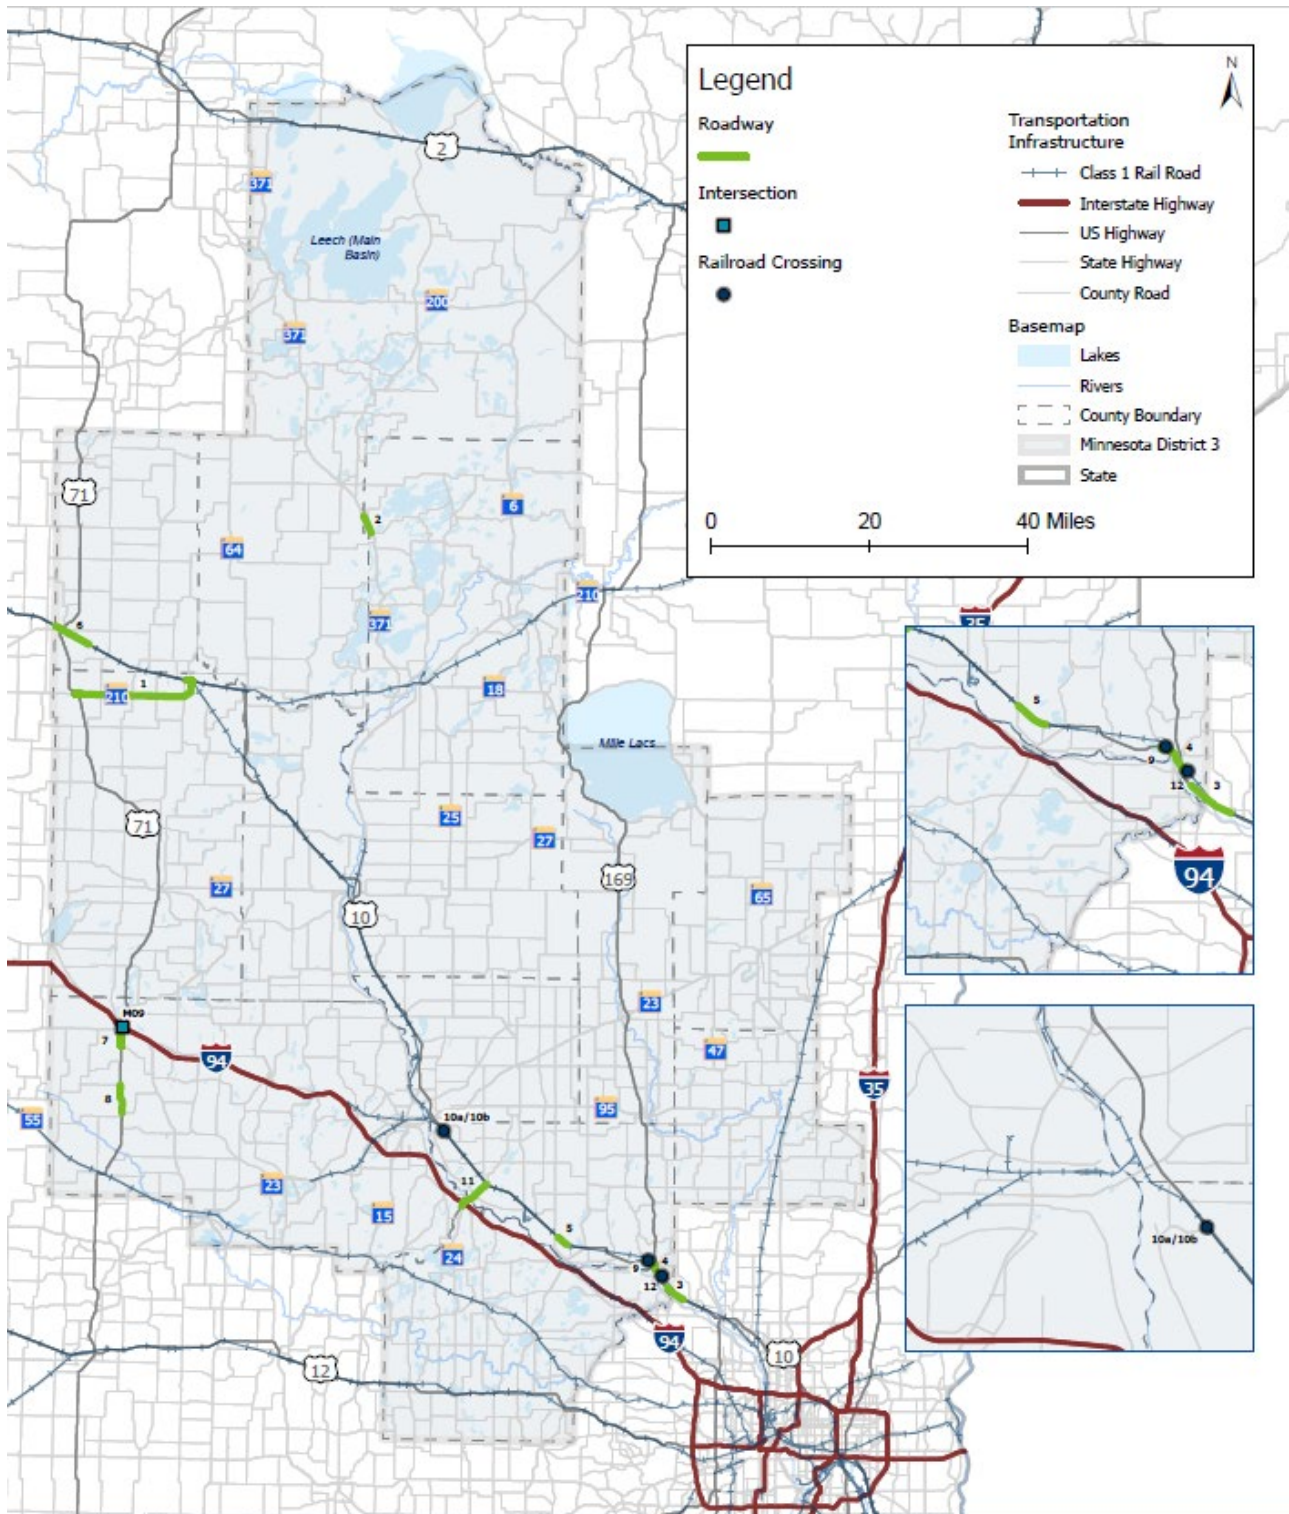 Legend
N
Roadway
Intersection
Railroad Crossing
Transportation
Infrastructure
Class 1 Rail Road
Interstate Highway
US Highway
State Highway
County Road
Basemap
Lakes
Rivers
County Boundary
Minnesota District 3
State
0 20 40 Miles
2
371
Leech (Main
Basin)
200
371
71
6
2
64
210
371
35
6
1
210
18
Mille Lacs
71
25
27
169
27
65
10
23
M09
7
94
47
35
8
95
55
10a/10b
23
11
15
5
24
9
4
12
3
94
10
12
5
9
4
12
3
94
10a/10b